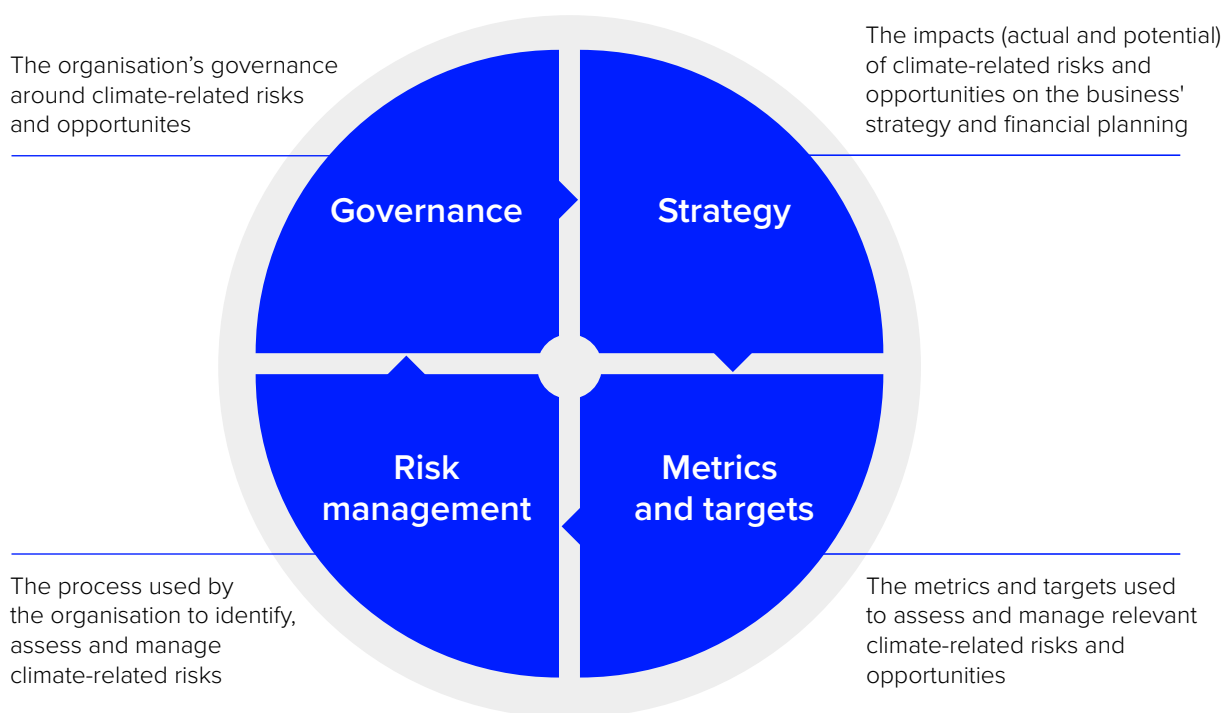 The organisation’s governance
around climate-related risks
and opportunites
The impacts (actual and potential)
of climate-related risks and
opportunities on the business'
strategy and financial planning
Governance
Strategy
Risk
management
Metrics
and targets
The process used by
the organisation to identify,
assess and manage
climate-related risks
The metrics and targets used
to assess and manage relevant
climate-related risks and
opportunities